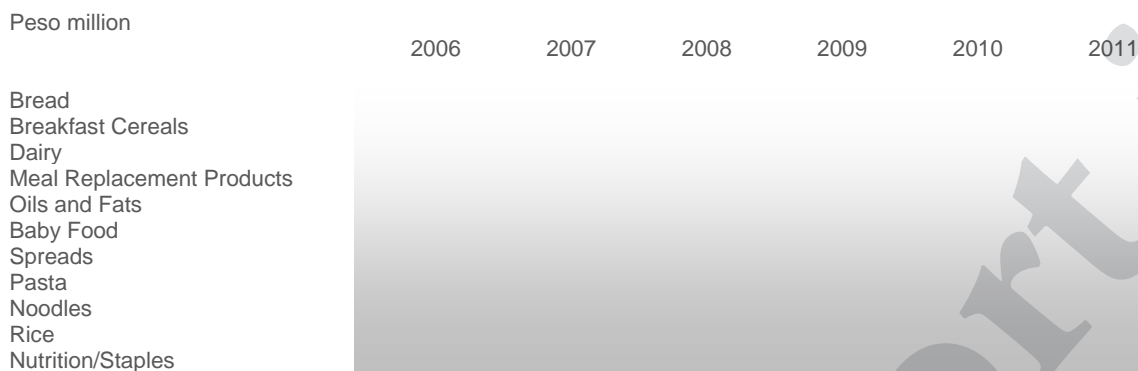 Peso million
2006 2007 2008 2009 2010 2011
Bread
Breakfast Cereals
Dairy
Meal Replacement Products
Oils and Fats
Baby Food
Spreads
Pasta
Noodles
Rice
Nutrition/Staples